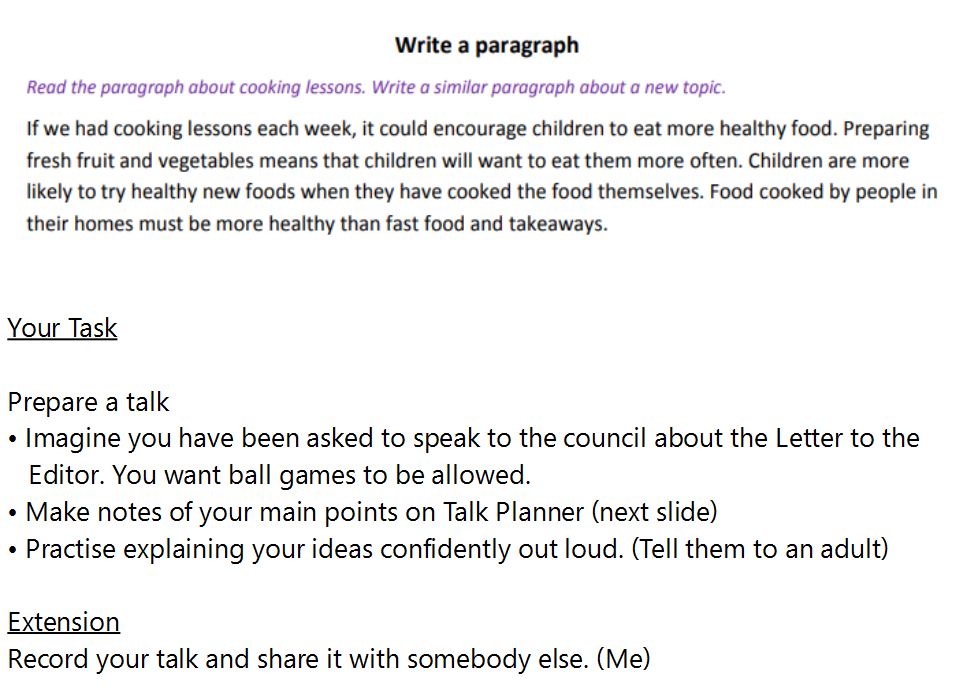 Write a paragraph
Read the paragraph about cooking lessons. Write a similar paragraph about a new topic.
If we had cooking lessons each week, it could encourage children to eat more healthy food. Preparing
fresh fruit and vegetables means that children will want to eat them more often. Children are more
likely to try healthy new foods when they have cooked the food themselves. Food cooked by people in
their homes must be more healthy than fast food and takeaways.
Your Task
Prepare a talk
• Imagine you have been asked to speak to the council about the Letter to the
Editor. You want ball games to be allowed.
• Make notes of your main points on Talk Planner (next slide)
• Practise explaining your ideas confidently out loud. (Tell them to an adult)
Extension
Record your talk and share it with somebody else. (Me)